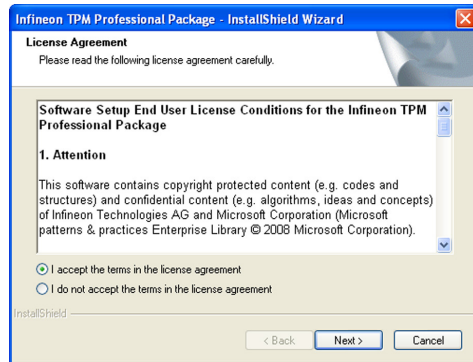 Infineon TPM Professional Package - InstallShield Wizard
License Agreement
Please read the following license agreement carefully.
Software Setup End User License Conditions for the Infineon TPM
Professional Package
1. Attention
This software contains copyright protected content (e.g. codes and
structures) and confidential content (e.g. algorithms, ideas and concepts)
of Infineon Technologies AG and Microsoft Corporation (Microsoft
patterns & practices Enterprise Library © 2008 Microsoft Corporation).
I accept the terms in the license agreement
I do not accept the terms in the license agreement
InstallShield
< Back Next > Cancel